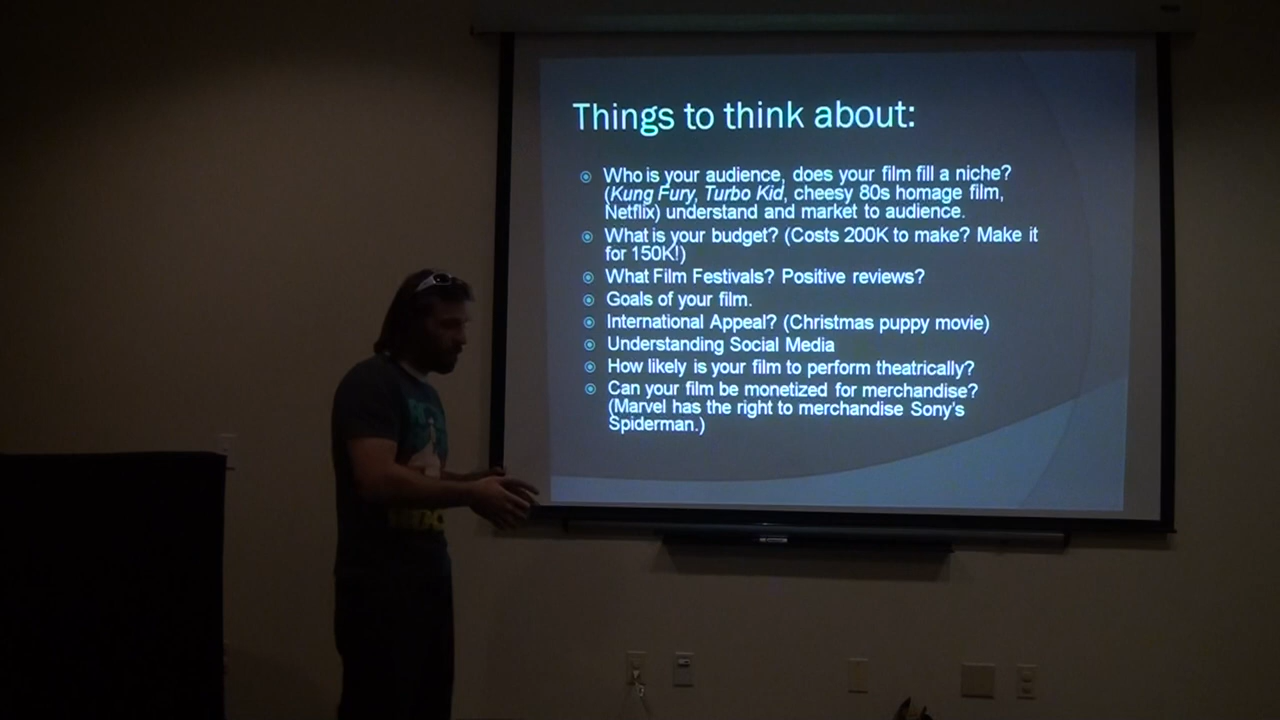 Things to think about:
Who is your audience, does your film fill a niche?
(Kung Fury, Turbo Kid, cheesy 80s homage film,
Netflix) understand and market to audience.
What is your budget? (Costs 200K to make? Make it
for 150K!)
What Film Festivals? Positive reviews?
Goals of your film.
International Appeal? (Christmas puppy movie)
Understanding Social Media
How likely is your film to perform theatrically?
Can your film be monetized for merchandise?
(Marvel has the right to merchandise Sony's
Spiderman.)